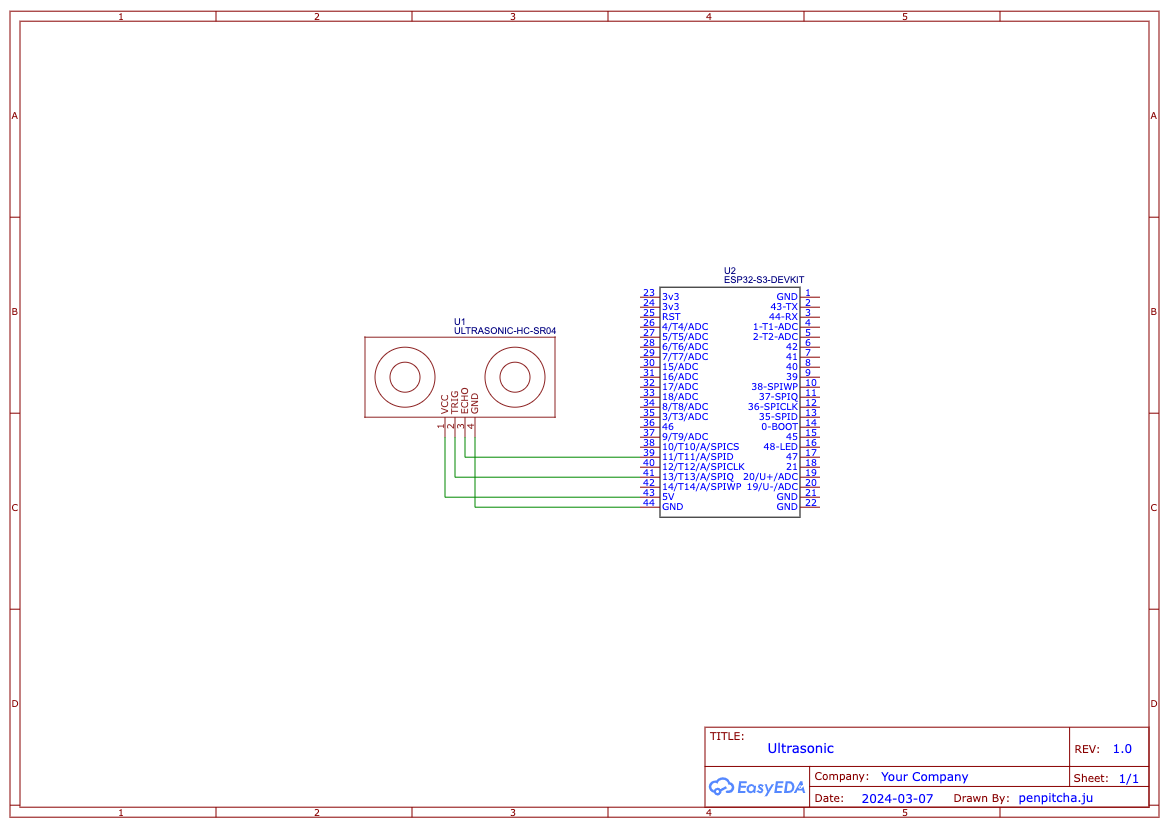 1 2 3 4 5
A A
B B
C C
D D
U2
ESP32-S3-DEVKIT
23 3v3 GND 1
24 3v3 43-TX 2
25 RST 44-RX 3
26 4/T4/ADC 1-T1-ADC 4
27 5/T5/ADC 2-T2-ADC 5
28 6/T6/ADC 42 6
29 7/T7/ADC 41 7
30 15/ADC 40 8
31 16/ADC 39 9
32 17/ADC 38-SPIWP 10
33 18/ADC 37-SPIQ 11
34 8/T8/ADC 36-SPICLK 12
35 3/T3/ADC 35-SPID 13
36 46 0-BOOT 14
37 9/T9/ADC 45 15
38 10/T10/A/SPICS 48-LED 16
39 11/T11/A/SPID 47 17
40 12/T12/A/SPICLK 21 18
41 13/T13/A/SPIQ 20/U+/ADC 19
42 14/T14/A/SPIWP 19/U-/ADC 20
43 5V GND 21
44 GND GND 22
U1
ULTRASONIC-HC-SR04
VCC
TRIG
ECHO
GND
1
2
3
4
TITLE:
Ultrasonic
REV: 1.0
EasyEDA
Company: Your Company
Sheet: 1/1
Date: 2024-03-07 Drawn By: penpitcha.ju
1 2 3 4 5